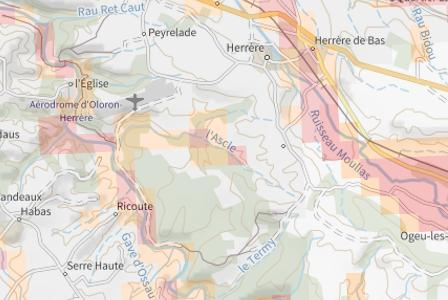 Rau Ret Caut
Peyrelade
Herrère
Herrère de Bas
Rau Bidou
l'Église
Aérodrome d'Oloron-
Herrère
l'Ascle
Ruisseau Moulias
daus
andeaux
Habas
Ricoute
Ogeu-les-
Gave d'Ossau
le Termy
Serre Haute